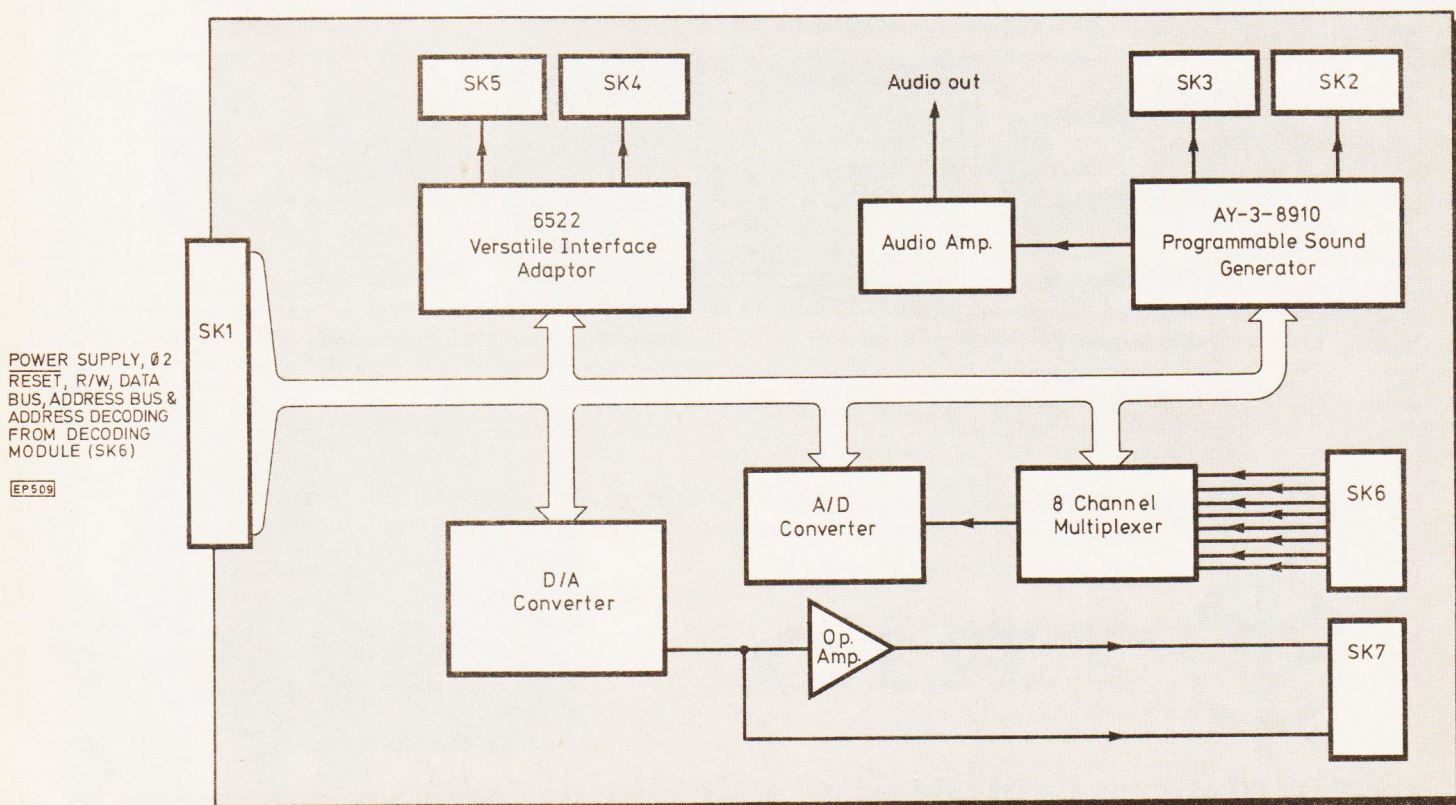 SK5
SK4
Audio out
SK3
SK2
6522
Versatile Interface
Adaptor
Audio Amp.
AY-3-8910
Programmable Sound
Generator
SK1
POWER SUPPLY, Ø2
RESET, R/W, DATA
BUS, ADDRESS BUS &
ADDRESS DECODING
FROM DECODING
MODULE (SK6)
EP509
A/D
Converter
8 Channel
Multiplexer
SK6
D/A
Converter
Op.
Amp.
SK7